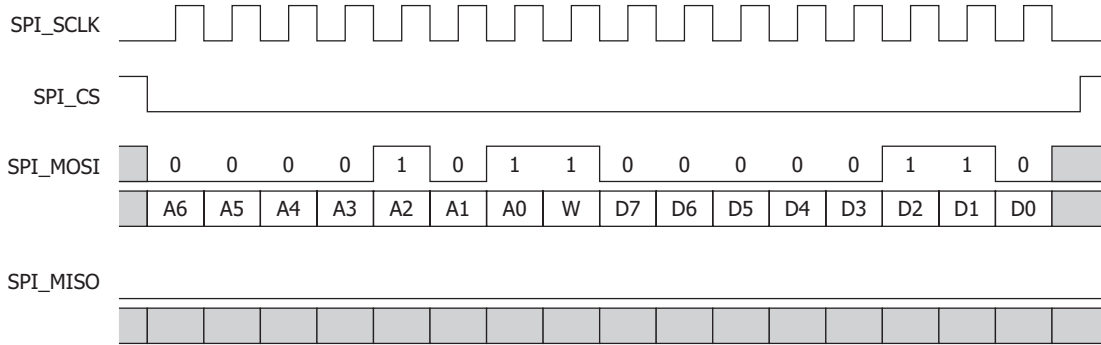 SPI_SCLK
SPI_CS
SPI_MOSI 0 0 0 0 1 0 1 1 0 0 0 0 0 1 1 0
A6 A5 A4 A3 A2 A1 A0 W D7 D6 D5 D4 D3 D2 D1 D0
SPI_MISO